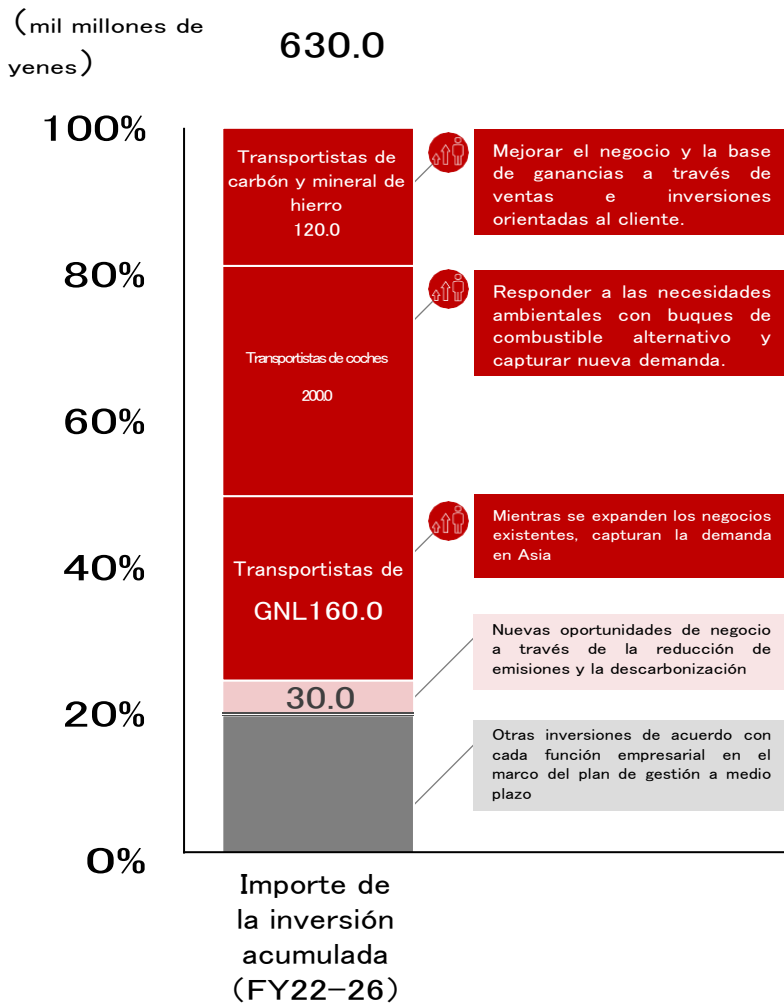 (mil millones de
yenes)
630.0
100%
80%
60%
40%
20%
0%
Transportistas de
carbón y mineral de
hierro
120.0
Transportistas de coches
200.0
Transportistas de
GNL160.0
30.0
Mejorar el negocio y la base
de ganancias a través de
ventas e inversiones
orientadas al cliente.
Responder a las necesidades
ambientales con buques de
combustible alternativo y
capturar nueva demanda.
Mientras se expanden los negocios
existentes, capturan la demanda
en Asia
Nuevas oportunidades de negocio
a través de la reducción de
emisiones y la descarbonización
Otras inversiones de acuerdo con
cada función empresarial en el
marco del plan de gestión a medio
plazo
Importe de
la inversión
acumulada
(FY22-26)